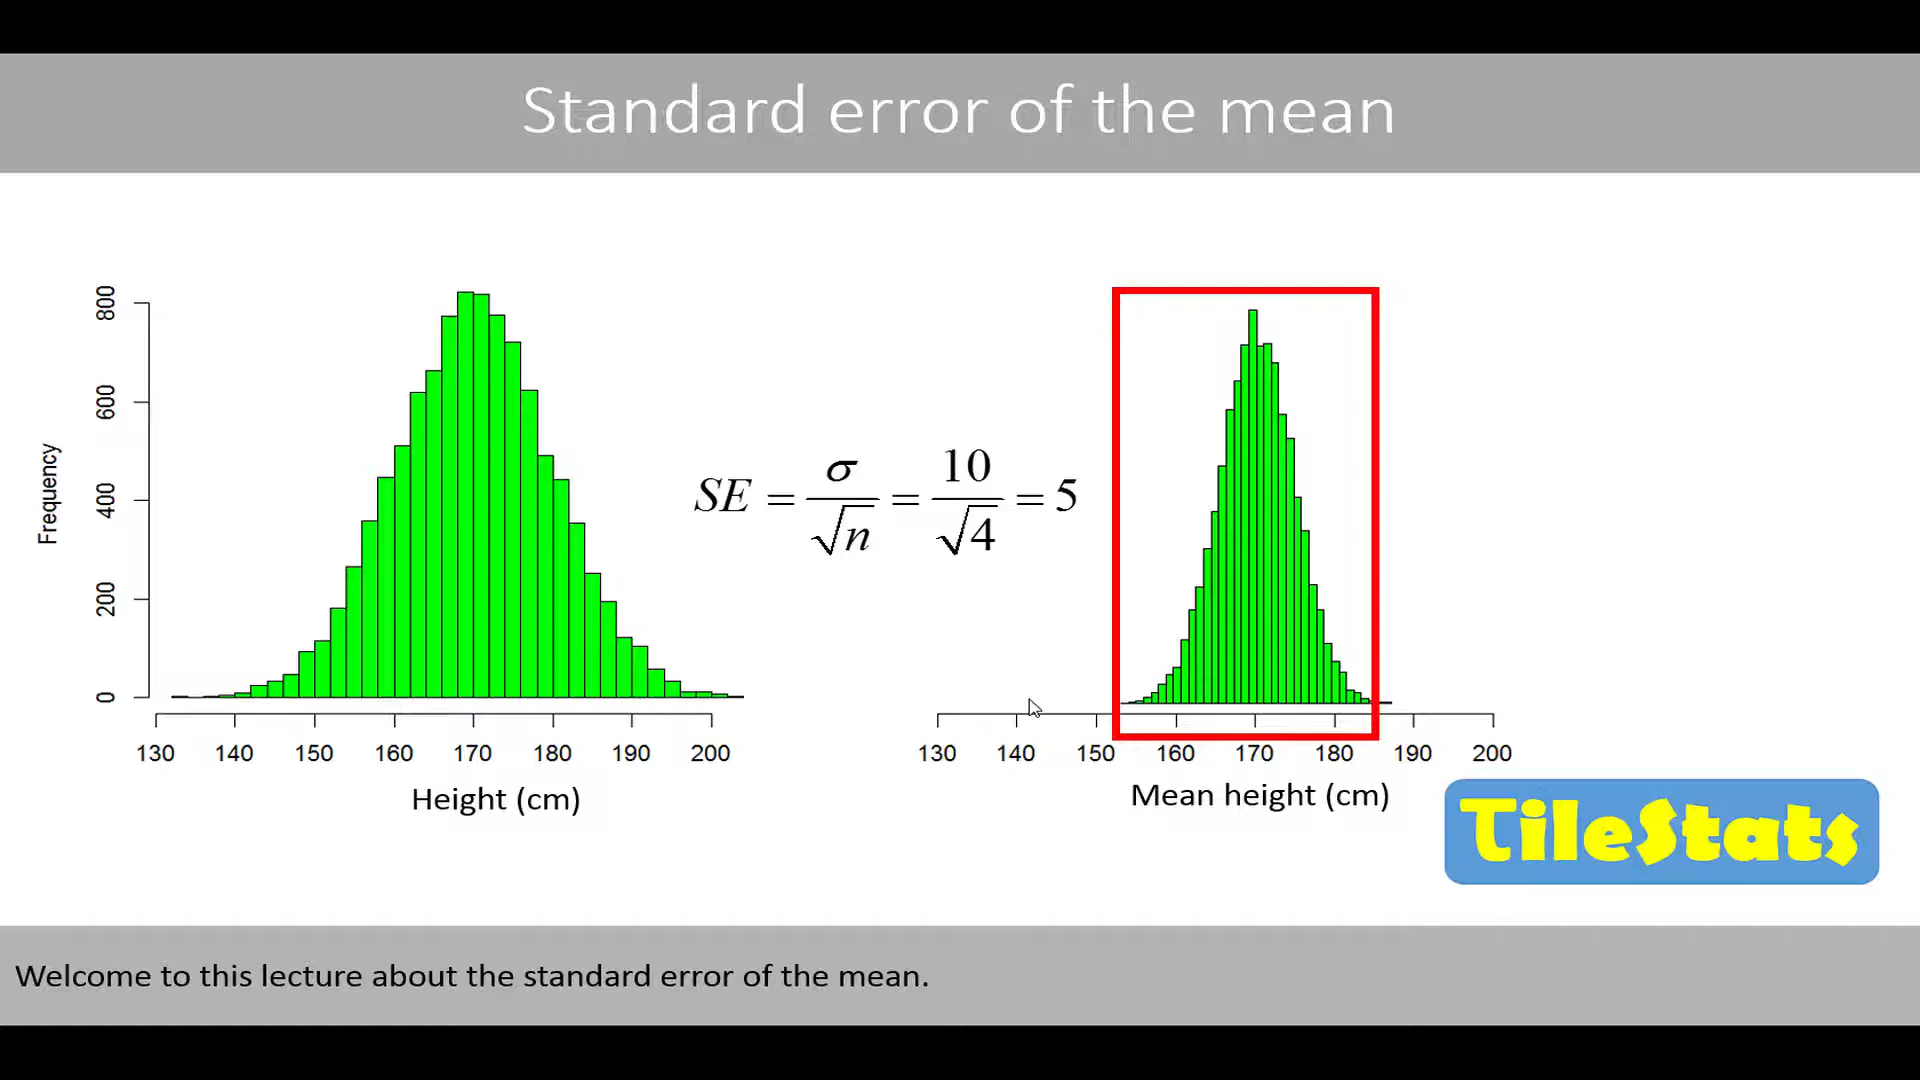 Standard error of the mean
800
600
400
200
0
Frequency
130 140 150 160 170 180 190 200
Height (cm)
SE = σ/√n = 10/√4 = 5
130 140 150 160 170 180 190 200
Mean height (cm)
TileStats
Welcome to this lecture about the standard error of the mean.